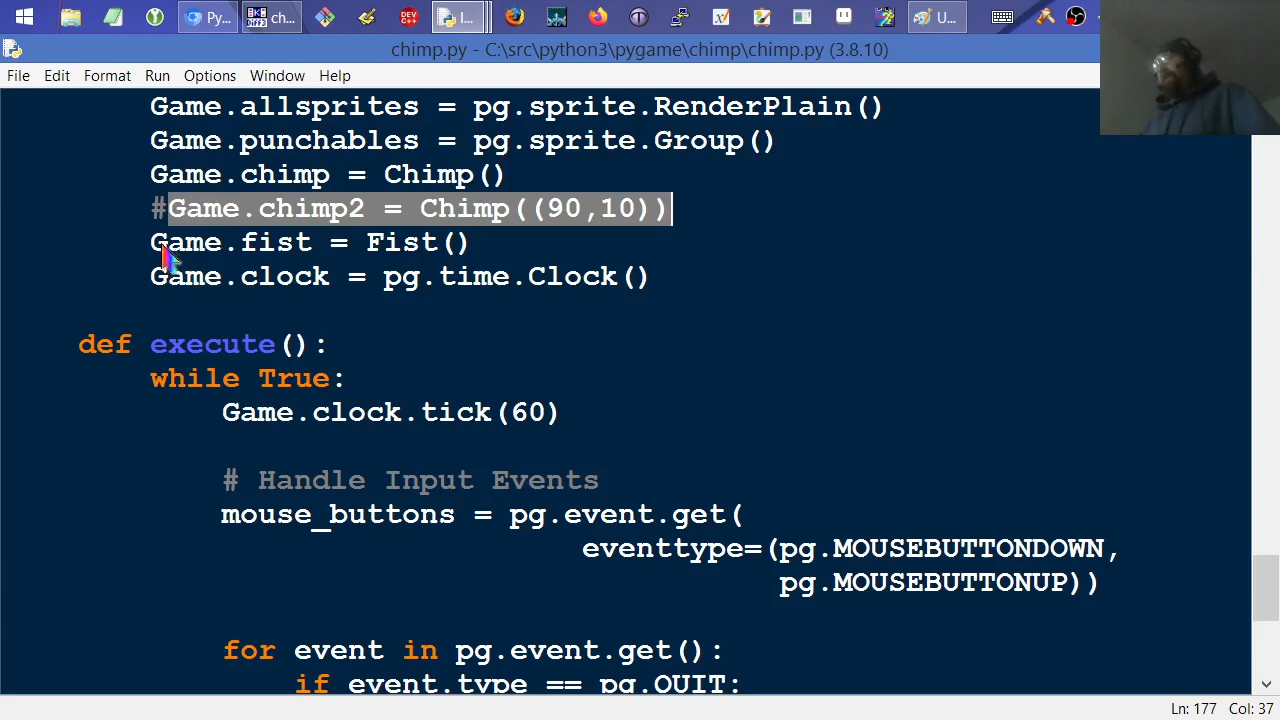 Py...
ch...
DEV C++
I...
U...
chimp.py - C:\src\python3\pygame\chimp\chimp.py (3.8.10)
File Edit Format Run Options Window Help
Game.allsprites = pg.sprite.RenderPlain()
Game.punchables = pg.sprite.Group()
Game.chimp = Chimp()
#Game.chimp2 = Chimp((90,10))
Game.fist = Fist()
Game.clock = pg.time.Clock()
def execute():
while True:
Game.clock.tick(60)
# Handle Input Events
mouse_buttons = pg.event.get(
eventtype=(pg.MOUSEBUTTONDOWN,
pg.MOUSEBUTTONUP))
for event in pg.event.get():
if event.type == pg.QUIT:
Ln: 177 Col: 37